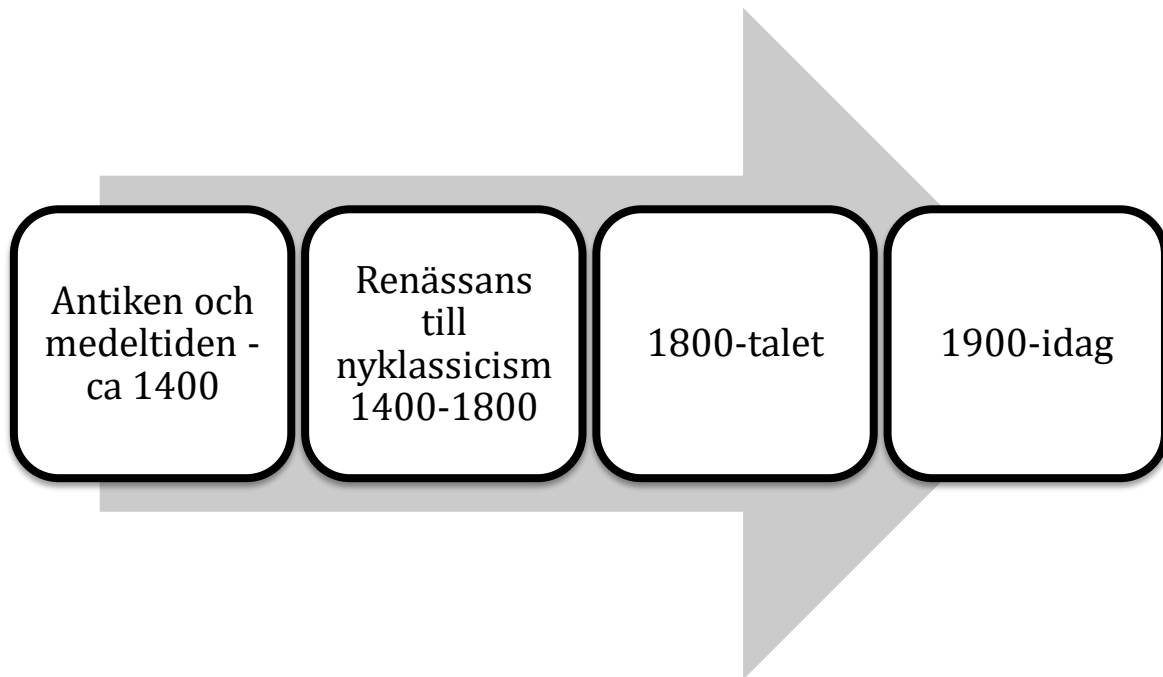 Antiken och
medeltiden -
ca 1400
Renässans
till
nyklassicism
1400-1800
1800-talet
1900-idag